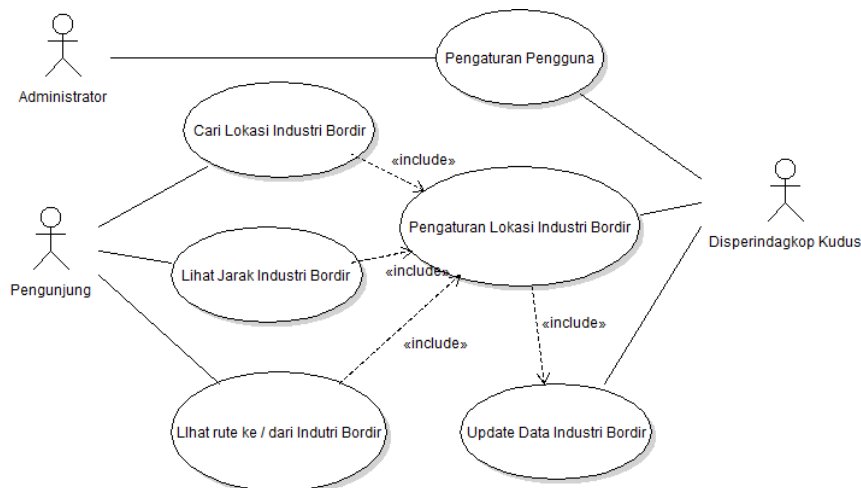 Pengaturan Pengguna
Administrator
Cari Lokasi Industri Bordir
«include»
Pengaturan Lokasi Industri Bordir
Disperindagkop Kudus
Pengunjung
Lihat Jarak Industri Bordir
«include»
«include»
«include»
LIhat rute ke / dari Indutri Bordir
Update Data Industri Bordir